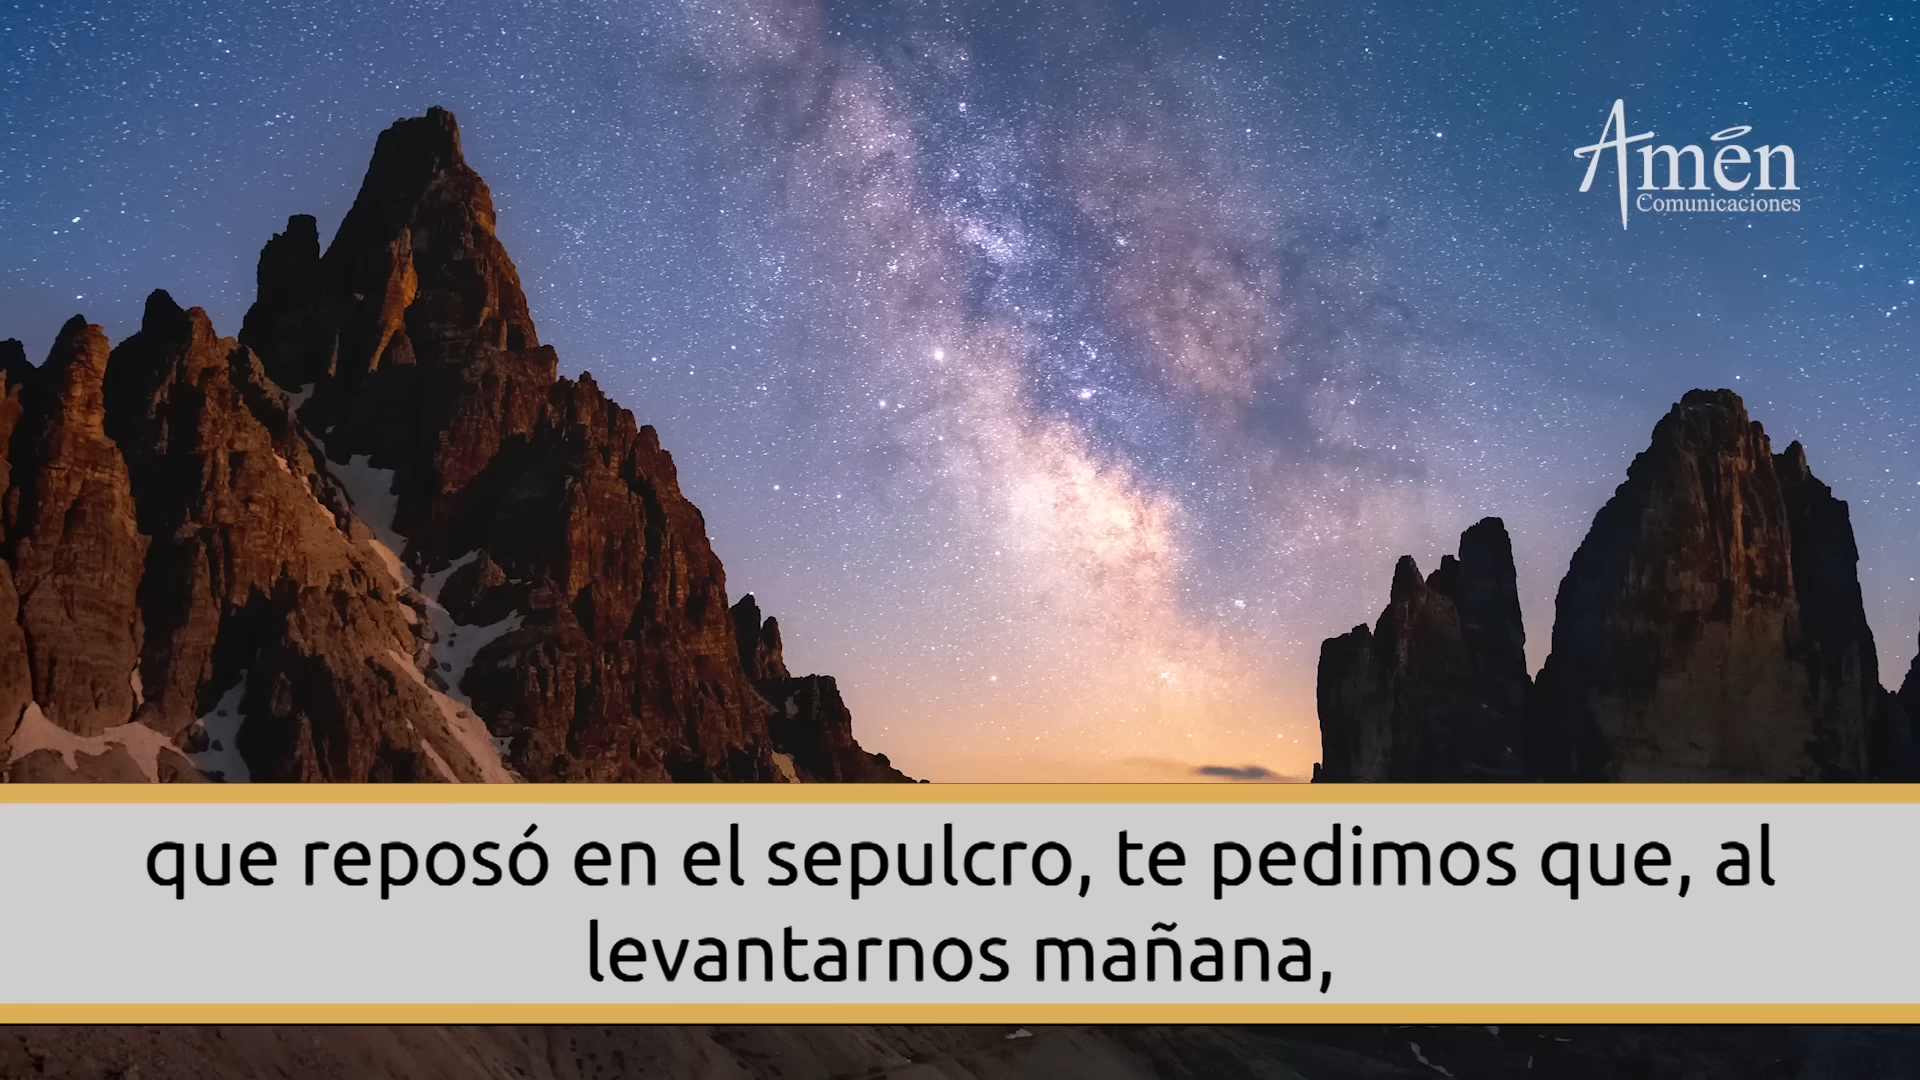 Amén
Comunicaciones
que reposó en el sepulcro, te pedimos que, al
levantarnos mañana,